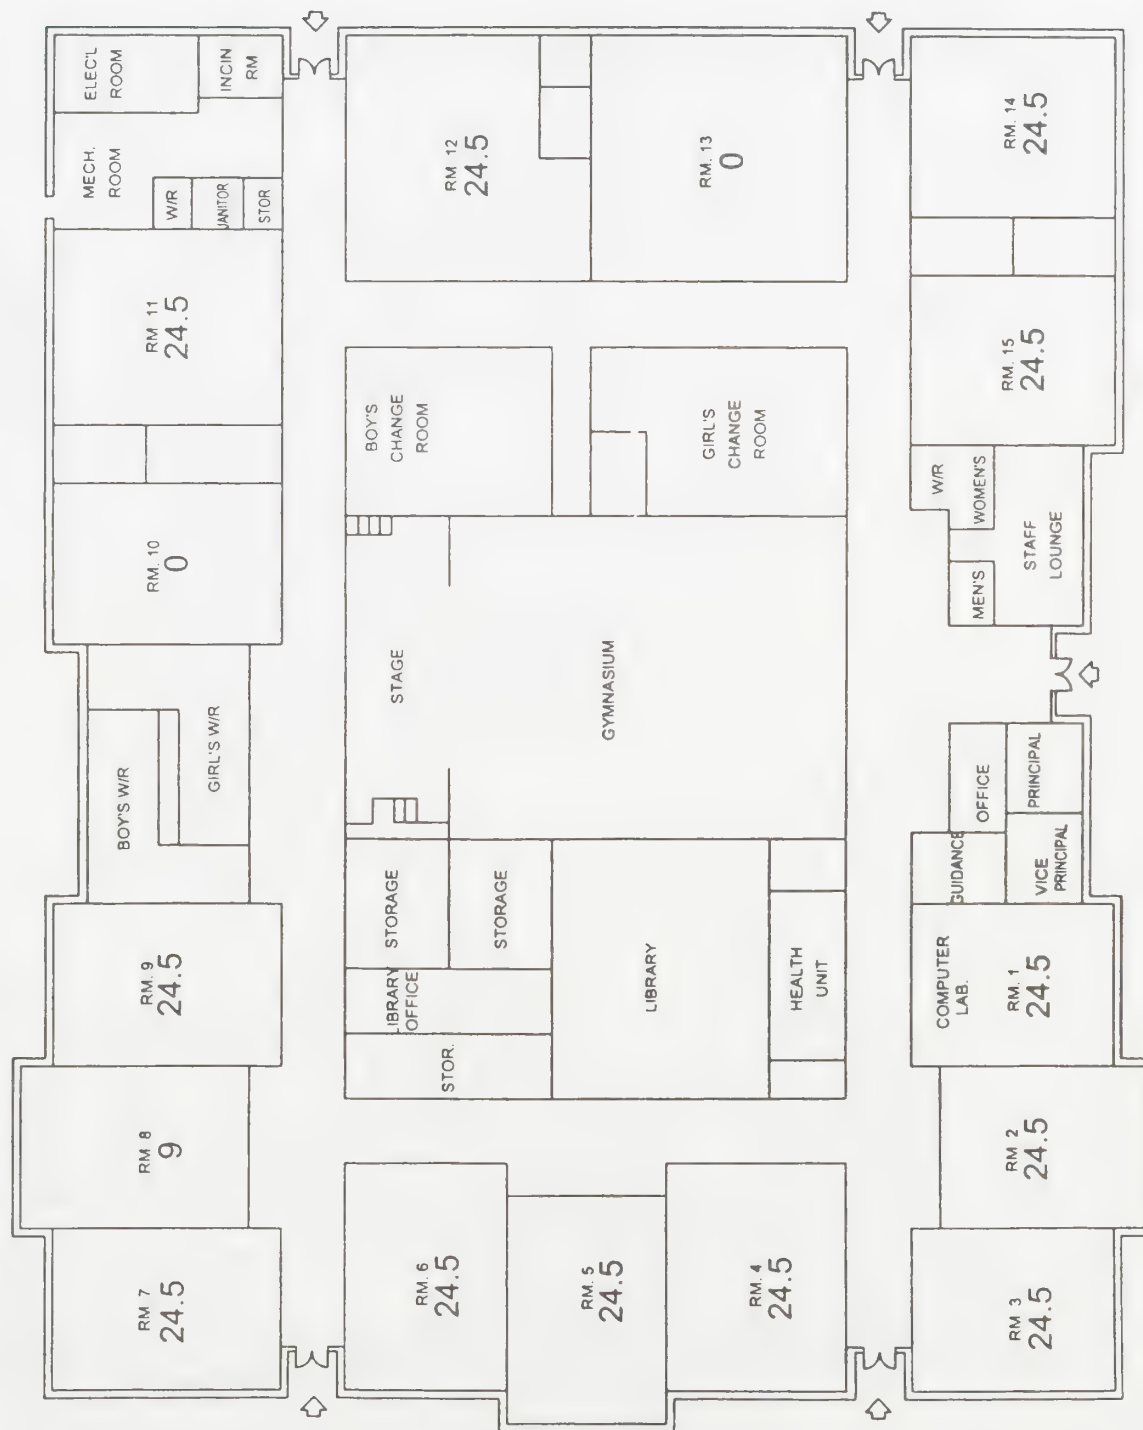 ELEC'L
ROOM
INCIN
RM
MECH.
ROOM
W/R
JANITOR
STOR
RM 11
24.5
RM. 10
0
BOY'S W/R
GIRL'S W/R
RM. 9
24.5
RM 8
9
RM 7
24.5
RM 12
24.5
RM. 13
0
BOY'S
CHANGE
ROOM
GIRL'S
CHANGE
ROOM
STAGE
GYMNASIUM
STORAGE
STORAGE
LIBRARY
OFFICE
STOR.
LIBRARY
HEALTH
UNIT
RM. 6
24.5
RM. 5
24.5
RM. 4
24.5
RM. 14
24.5
RM. 15
24.5
W/R
WOMEN'S
MEN'S
STAFF
LOUNGE
OFFICE
PRINCIPAL
GUIDANCE
VICE
PRINCIPAL
COMPUTER
LAB.
RM. 1
24.5
RM 2
24.5
RM 3
24.5